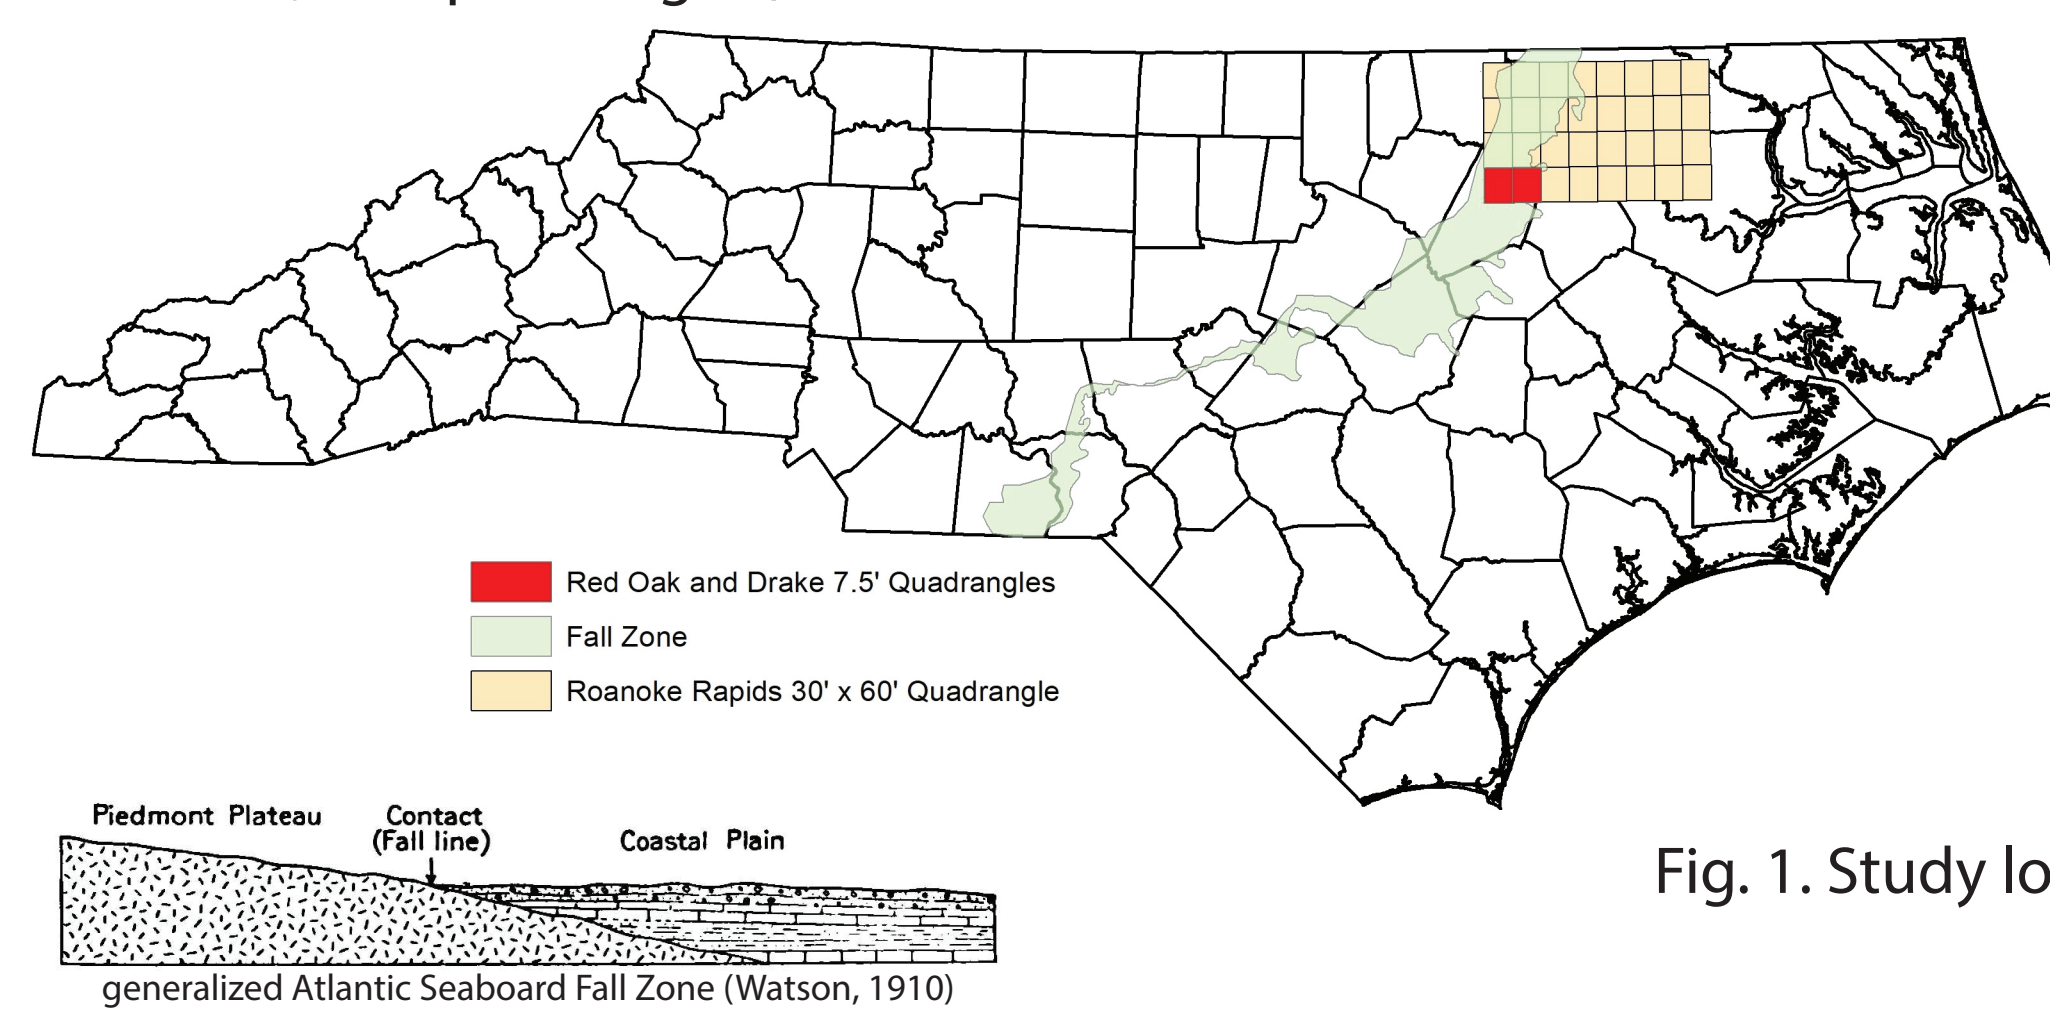 Red Oak and Drake 7.5' Quadrangles
Fall Zone
Roanoke Rapids 30' x 60' Quadrangle
Piedmont Plateau
Contact
(Fall line)
Coastal Plain
Fig. 1. Study lo
generalized Atlantic Seaboard Fall Zone (Watson, 1910)